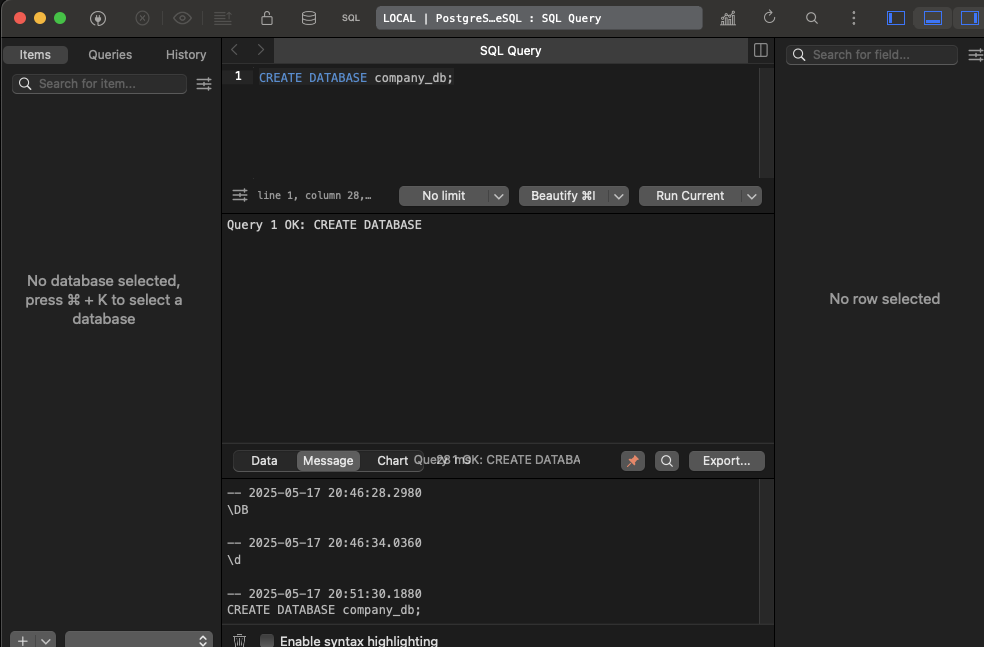 SQL
LOCAL | PostgreS…eSQL : SQL Query
Items
Queries
History
Search for item...
No database selected,
press ⌘ + K to select a
database
SQL Query
1 CREATE DATABASE company_db;
line 1, column 28,…
No limit
Beautify ⌘I
Run Current
Query 1 OK: CREATE DATABASE
Data
Message
Chart
Query 1 OK: CREATE DATABA
28 ms
Export...
-- 2025-05-17 20:46:28.2980
\DB
-- 2025-05-17 20:46:34.0360
\d
-- 2025-05-17 20:51:30.1880
CREATE DATABASE company_db;
Enable syntax highlighting
Search for field...
No row selected